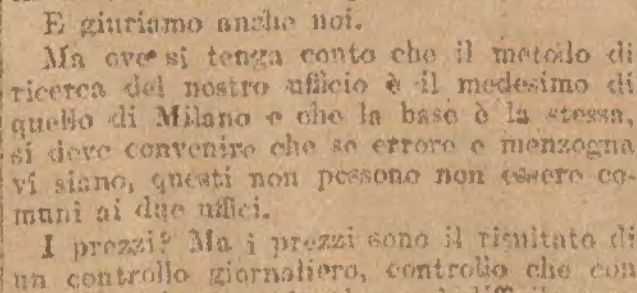 E giuriamo anche noi.
Ma ove si tenga conto che il metodo di
ricerca del nostro ufficio è il medesimo di
quello di Milano e che la base è la stessa,
si deve convenire che se errore e menzogna
vi siano, questi non possono non essere co-
muni ai due uffici.
I prezzi? Ma i prezzi sono il risultato di
un controllo giornaliero, controllo che con